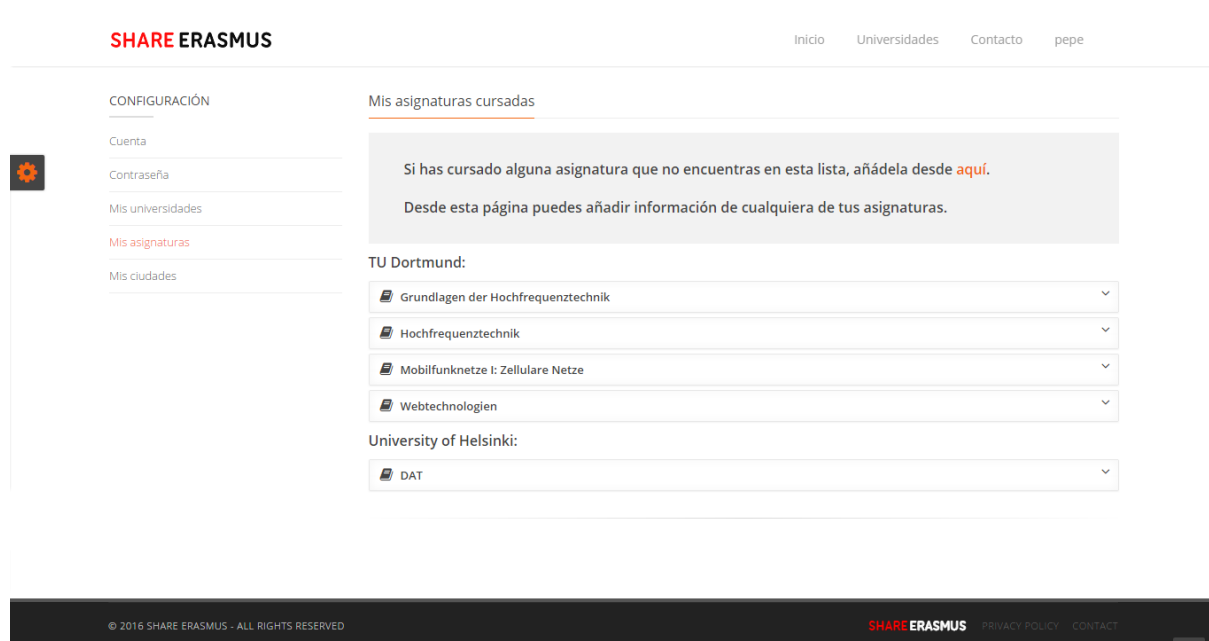 SHARE ERASMUS
Inicio Universidades Contacto pepe
CONFIGURACIÓN
Cuenta
Contraseña
Mis universidades
Mis asignaturas
Mis ciudades
Mis asignaturas cursadas
Si has cursado alguna asignatura que no encuentras en esta lista, añádela desde aquí.
Desde esta página puedes añadir información de cualquiera de tus asignaturas.
TU Dortmund:
Grundlagen der Hochfrequenztechnik
Hochfrequenztechnik
Mobilfunknetze I: Zellulare Netze
Webtechnologien
University of Helsinki:
DAT
© 2016 SHARE ERASMUS - ALL RIGHTS RESERVED
SHARE ERASMUS PRIVACY POLICY CONTACT